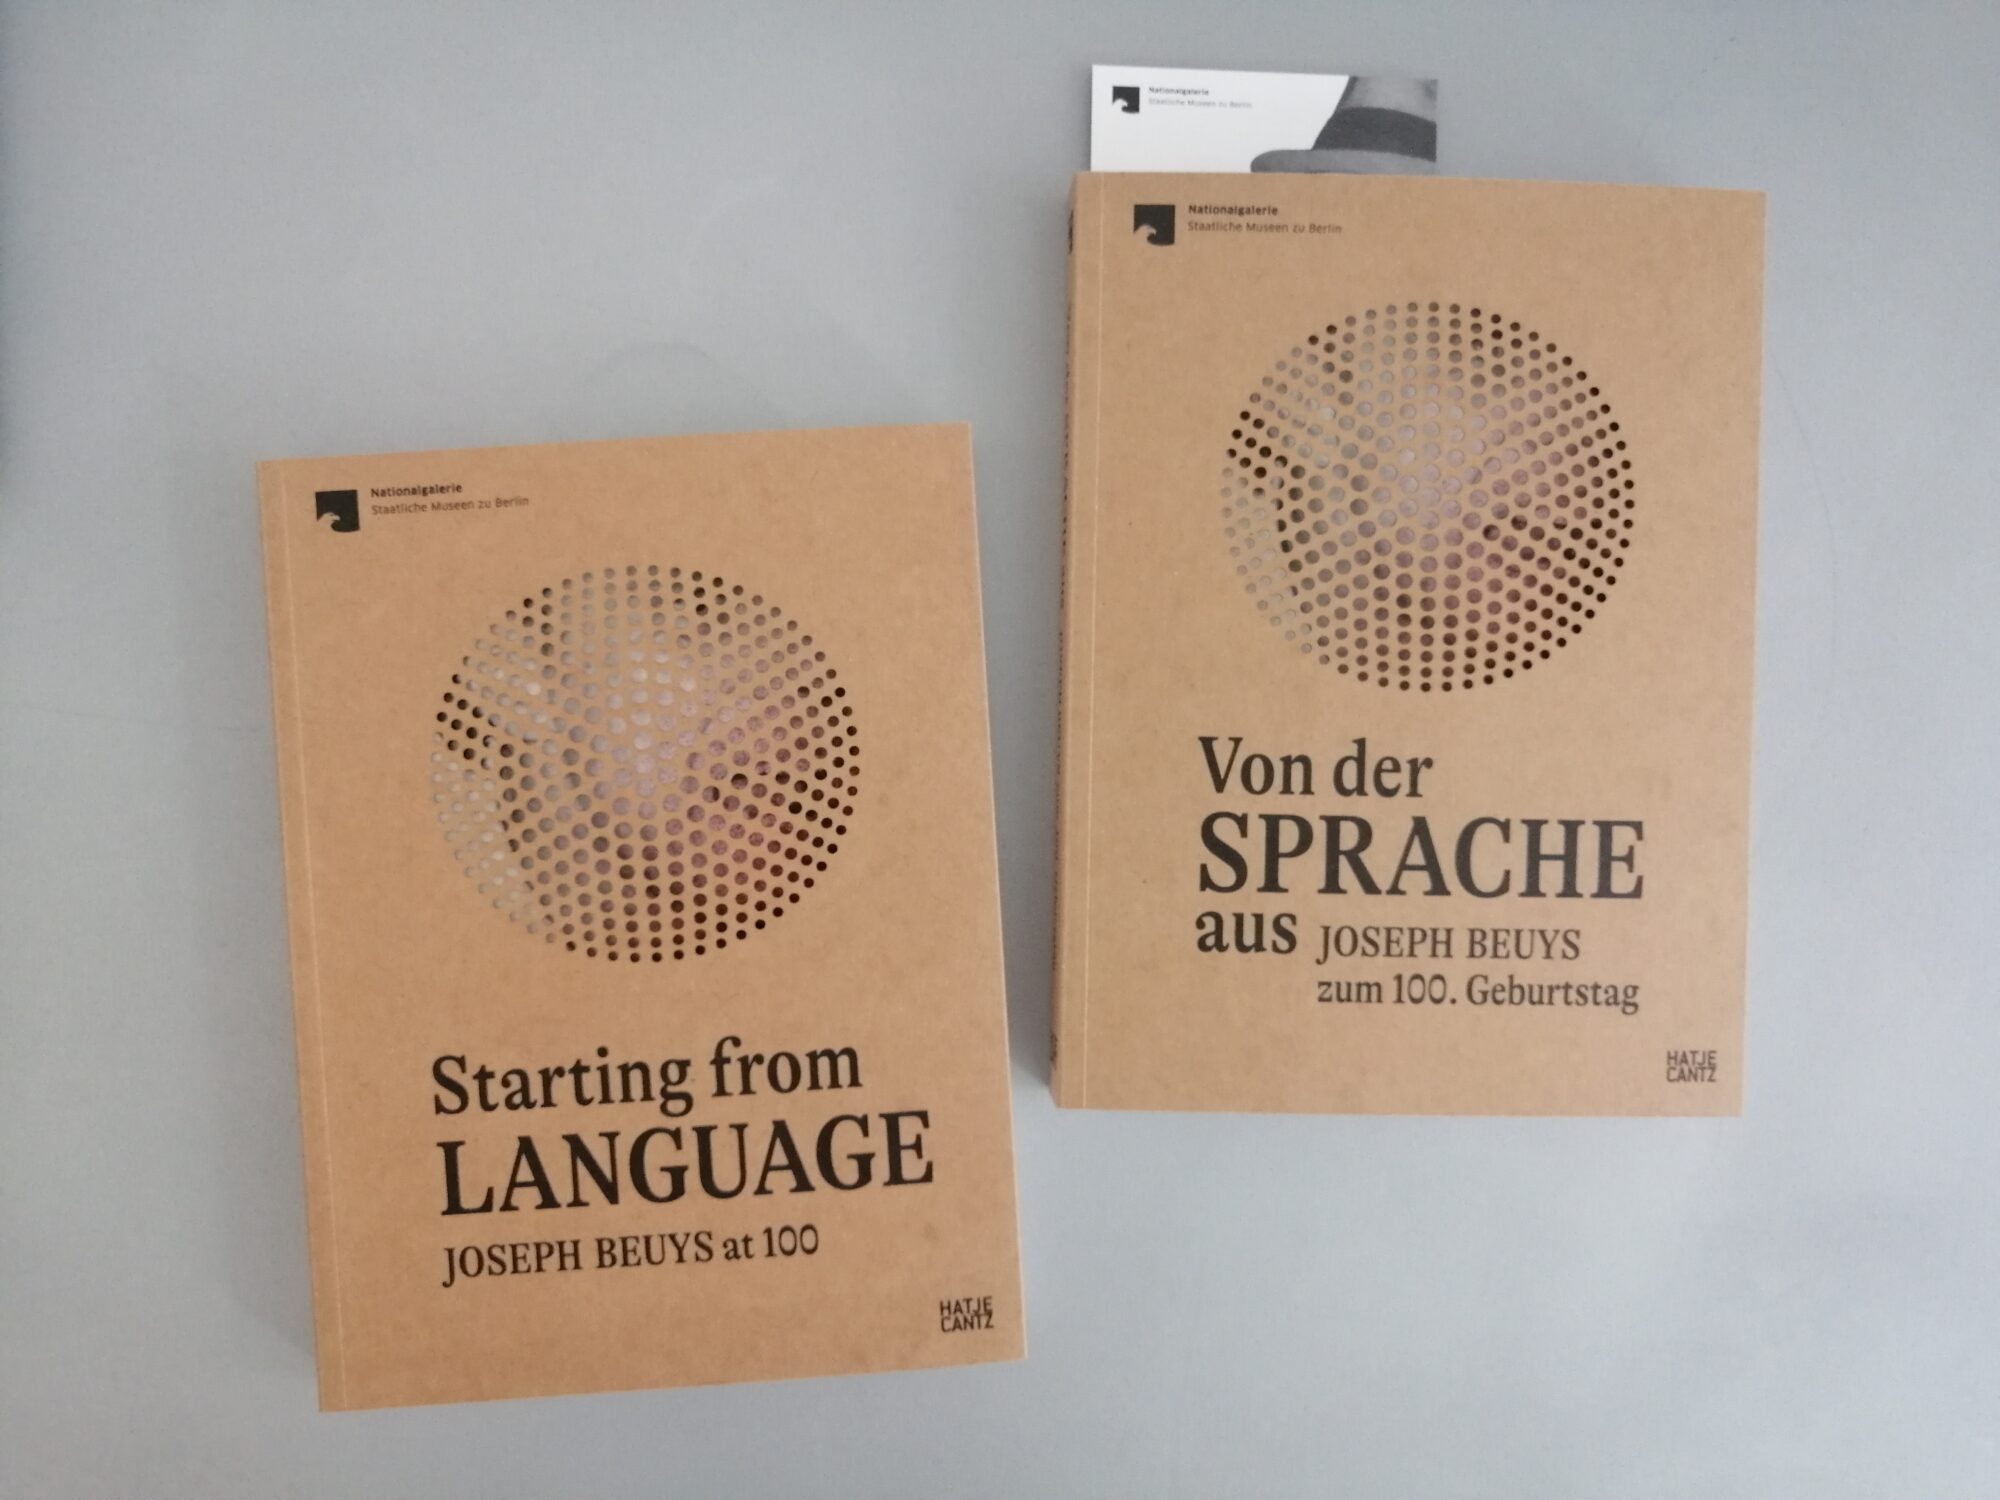 Nationalgalerie
Staatliche Museen zu Berlin
Starting from
LANGUAGE
JOSEPH BEUYS at 100
HATJE
CANTZ
Nationalgalerie
Staatliche Museen zu Berlin
Nationalgalerie
Staatliche Museen zu Berlin
Von der
SPRACHE
aus JOSEPH BEUYS
zum 100. Geburtstag
HATJE
CANTZ